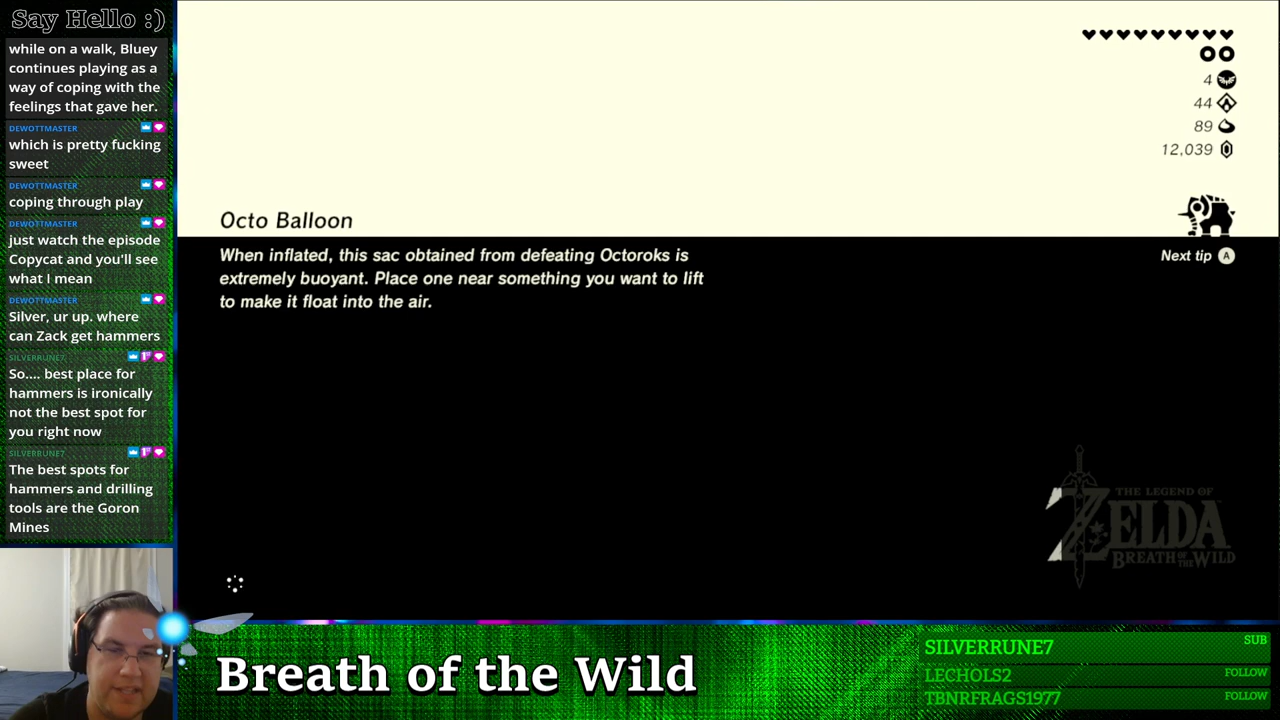 Say Hello :)
while on a walk, Bluey
continues playing as a
way of coping with the
feelings that gave her.
DEWOTTMASTER
which is pretty fucking
sweet
DEWOTTMASTER
coping through play
DEWOTTMASTER
just watch the episode
Copycat and you'll see
what I mean
DEWOTTMASTER
Silver, ur up. where
can Zack get hammers
SILVERRUNE7
So.... best place for
hammers is ironically
not the best spot for
you right now
SILVERRUNE7
The best spots for
hammers and drilling
tools are the Goron
Mines
4
44
89
12,039
Octo Balloon
When inflated, this sac obtained from defeating Octoroks is
extremely buoyant. Place one near something you want to lift
to make it float into the air.
Next tip A
THE LEGEND OF
ZELDA
BREATH OF THE WILD
Breath of the Wild
SILVERRUNE7 SUB
LECHOLS2 FOLLOW
TBNRFRAGS1977 FOLLOW